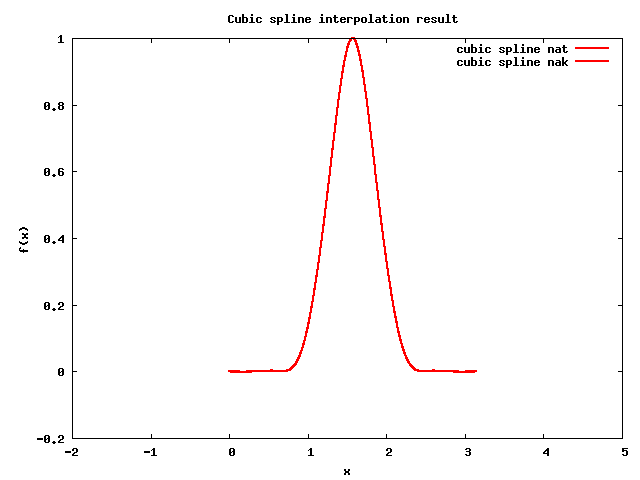 Cubic spline interpolation result
cubic spline nat
cubic spline nak
1
0.8
0.6
0.4
0.2
0
-0.2
f(x)
-2 -1 0 1 2 3 4 5
x